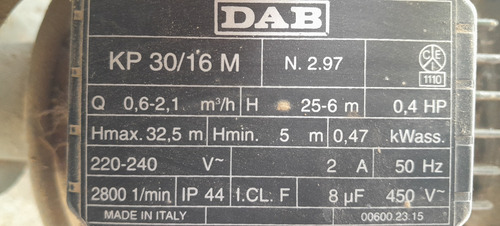 DAB
KP 30/16 M N. 2.97 CEI 1110
Q 0,6-2,1 m³/h H 25-6 m 0,4 HP
Hmax. 32,5 m Hmin. 5 m 0,47 kWass.
220-240 V~ 2 A 50 Hz
2800 1/min IP 44 I.CL. F 8 µF 450 V~
MADE IN ITALY 00600.23.15